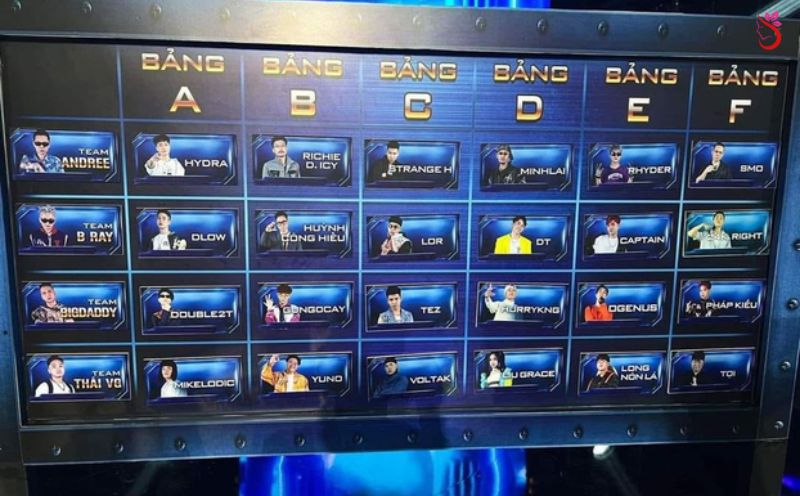 BẢNG A
BẢNG B
BẢNG C
BẢNG D
BẢNG E
BẢNG F
TEAM ANDREE
HYDRA
RICHIE D. ICY
STRANGE H
MINHLAI
RHYDER
SMO
TEAM B RAY
DLOW
HUỲNH CÔNG HIẾU
LOR
DT
CAPTAIN
RIGHT
TEAM BIGDADDY
DOUBLE2T
GUNGOCAY
TEZ
HURRYKNG
OGENUS
PHÁP KIỀU
TEAM THÁI VG
MIKELODIC
YUNO
VOLTAK
LIU GRACE
LONG NÓN LÁ
TỌI